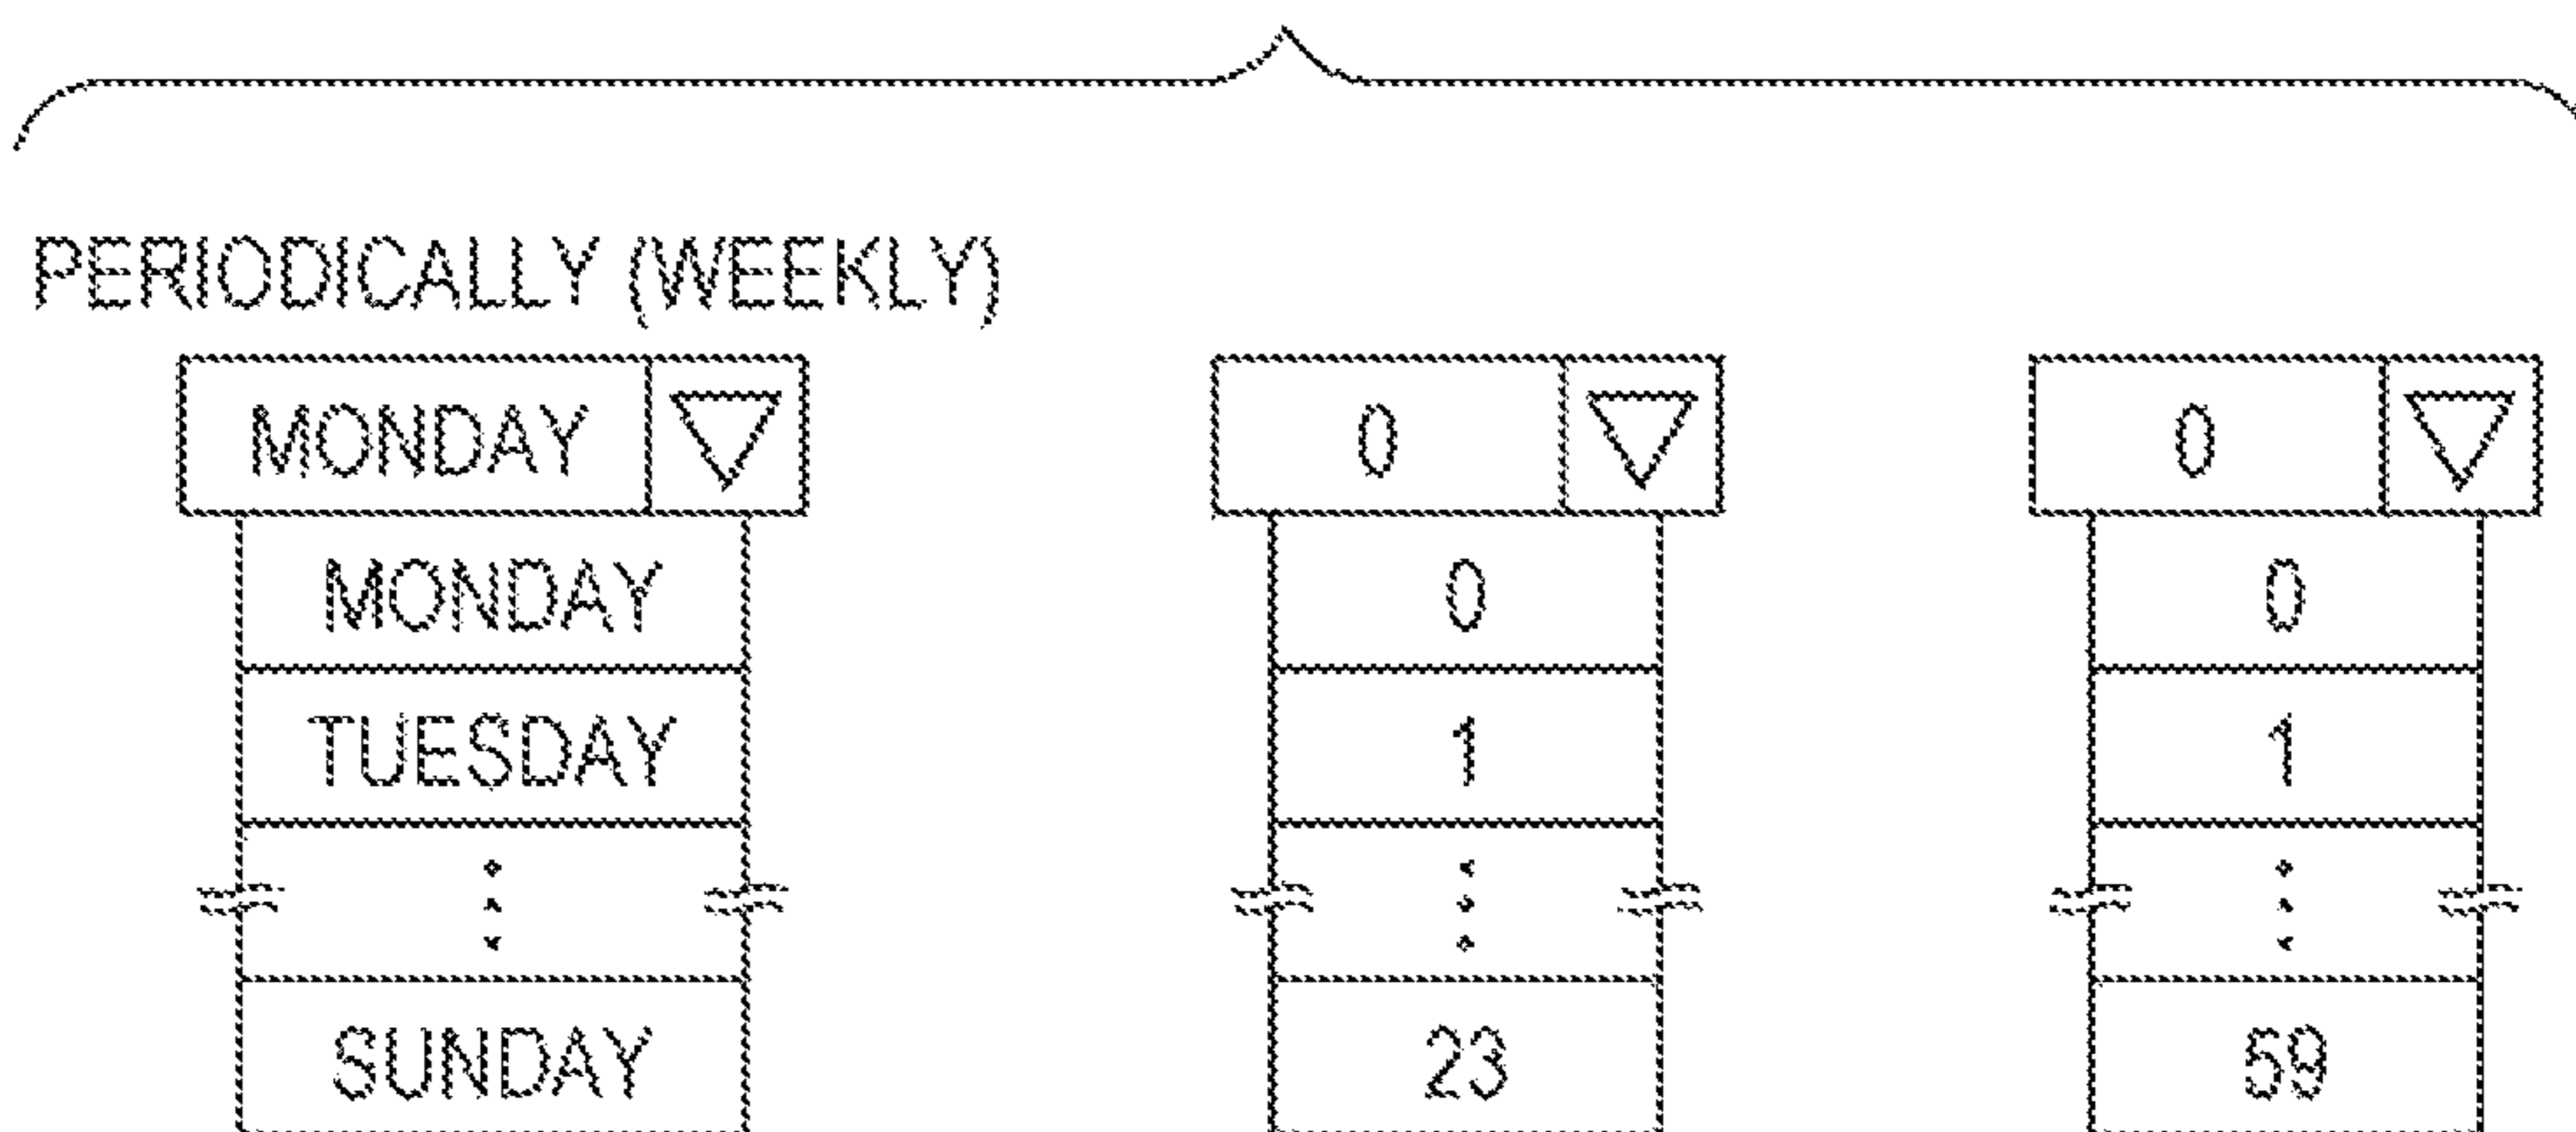 PERIODICALLY (WEEKLY)
MONDAY 0 0
MONDAY 0 0
TUESDAY 1 1
SUNDAY 23 59